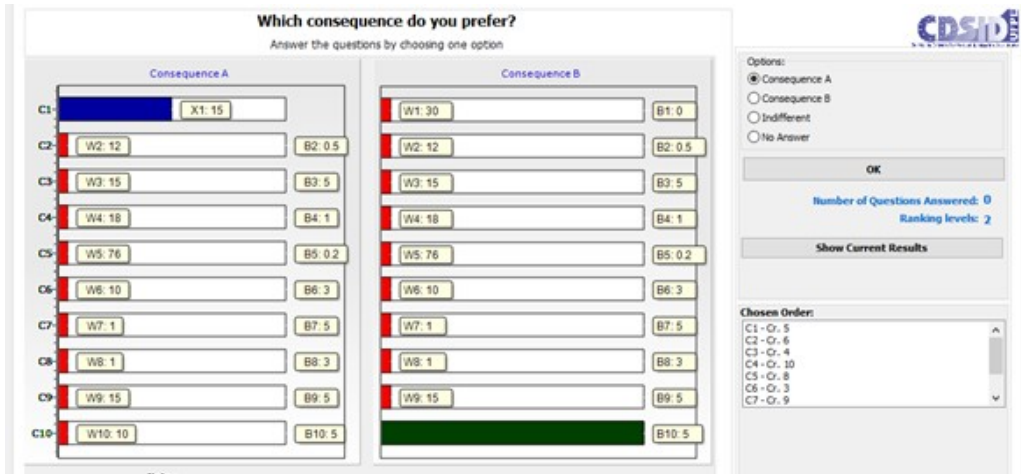 Which consequence do you prefer?
Answer the questions by choosing one option
CDSID
UFPE
Consequence A
C1 X1: 15
C2 W2: 12 B2: 0.5
C3 W3: 15 B3: 5
C4 W4: 18 B4: 1
C5 W5: 76 B5: 0.2
C6 W6: 10 B6: 3
C7 W7: 1 B7: 5
C8 W8: 1 B8: 3
C9 W9: 15 B9: 5
C10 W10: 10 B10: 5
Consequence B
W1: 30 B1: 0
W2: 12 B2: 0.5
W3: 15 B3: 5
W4: 18 B4: 1
W5: 76 B5: 0.2
W6: 10 B6: 3
W7: 1 B7: 5
W8: 1 B8: 3
W9: 15 B9: 5
B10: 5
Options:
Consequence A
Consequence B
Indifferent
No Answer
OK
Number of Questions Answered: 0
Ranking levels: 2
Show Current Results
Chosen Order:
C1 - Cr. 5
C2 - Cr. 6
C3 - Cr. 4
C4 - Cr. 10
C5 - Cr. 8
C6 - Cr. 3
C7 - Cr. 9